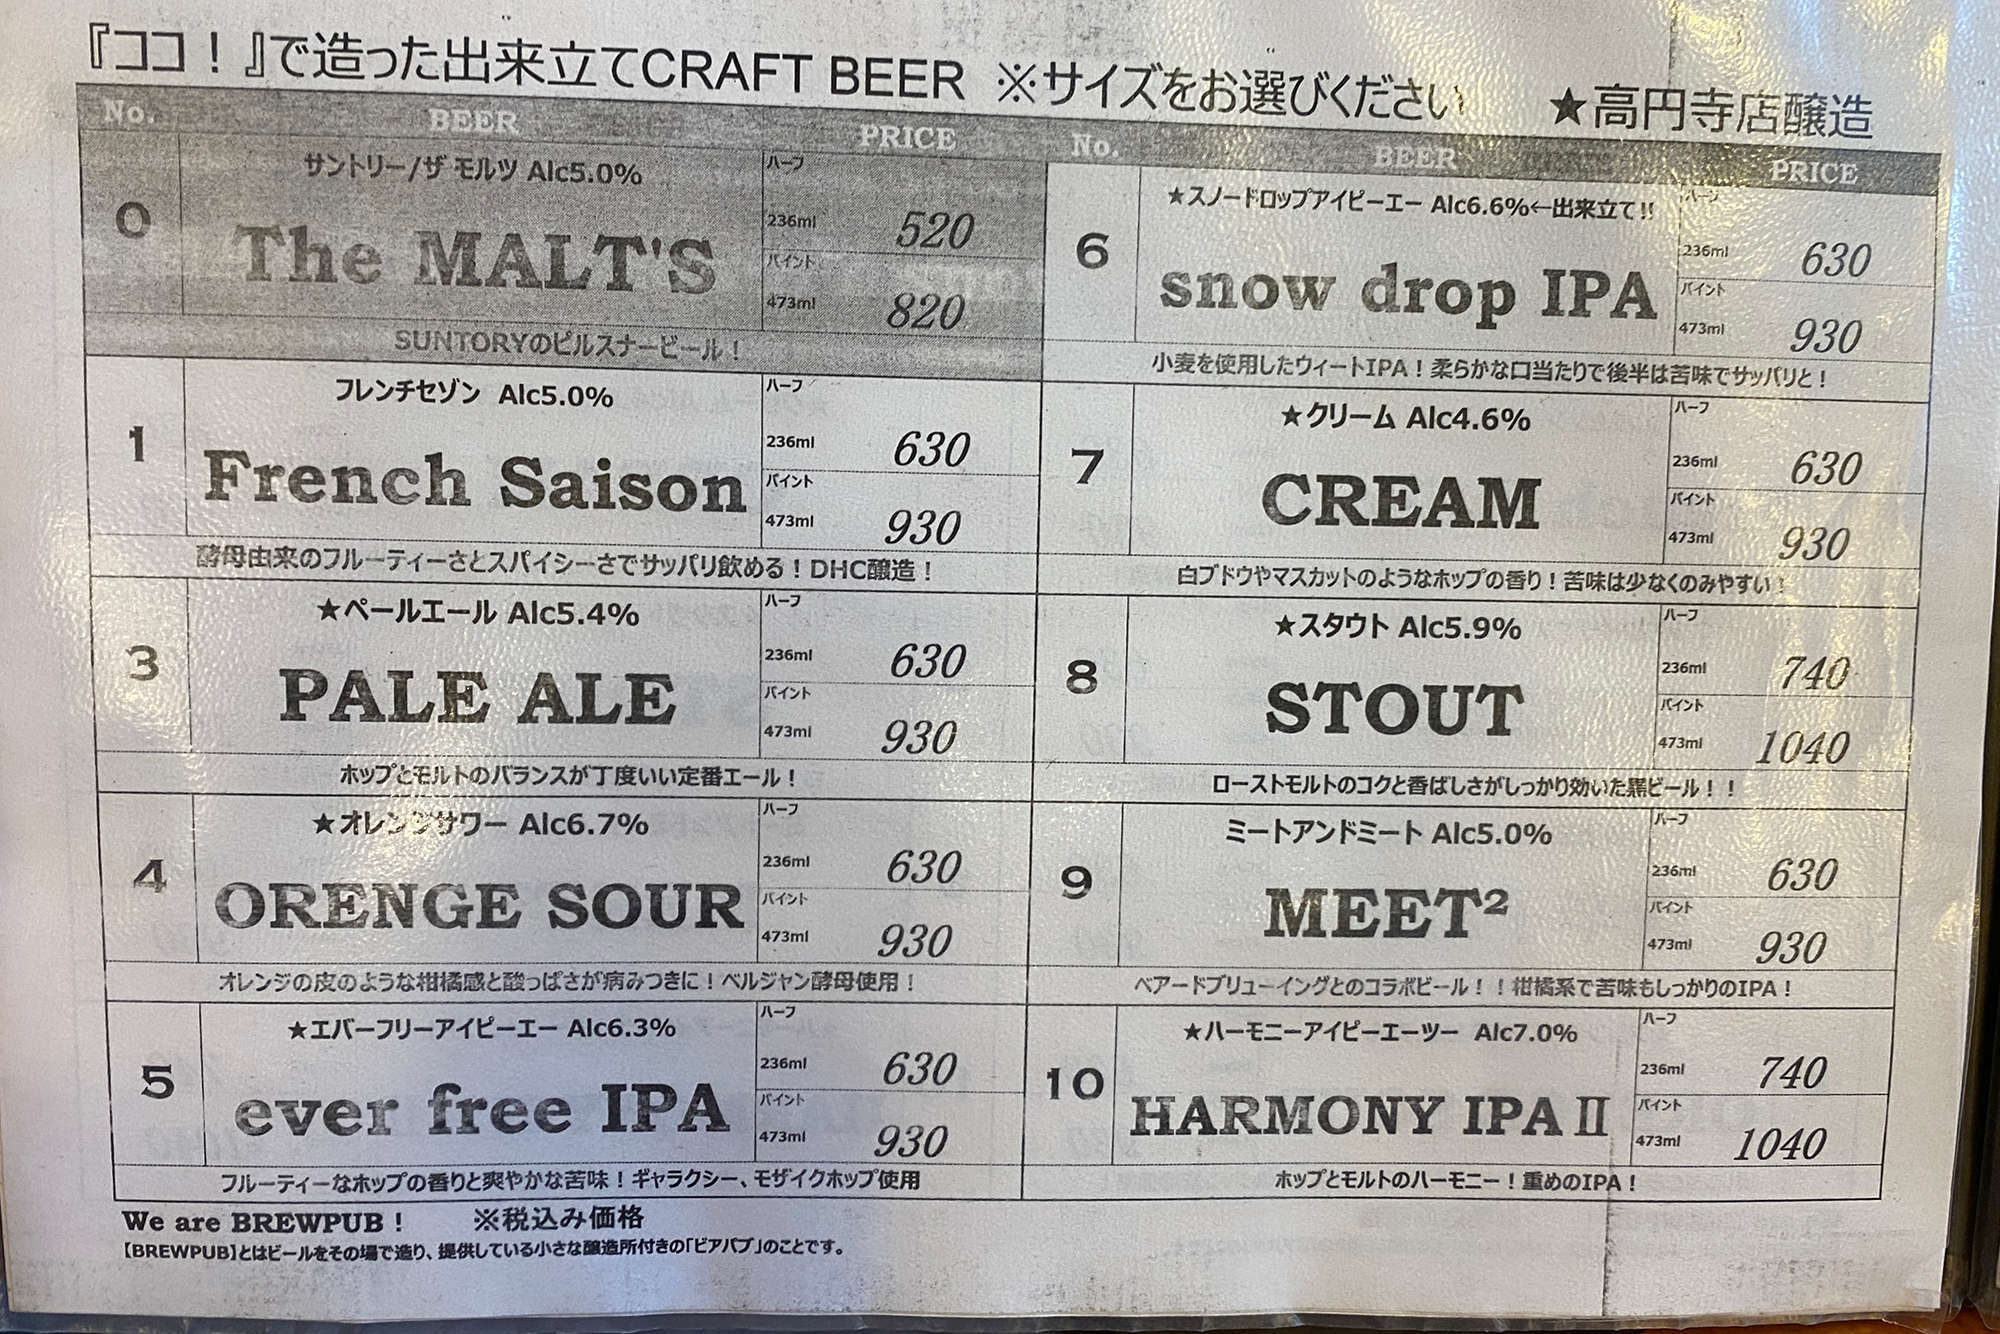 『ココ！』で造った出来立てCRAFT BEER ※サイズをお選びください ★高円寺店醸造
No. BEER PRICE
サントリー/ザ モルツ Alc5.0%
0 The MALT'S
ハーフ
236ml 520
パイント
473ml 820
SUNTORYのピルスナービール！
フレンチセゾン Alc5.0%
1 French Saison
ハーフ
236ml 630
パイント
473ml 930
酵母由来のフルーティーさとスパイシーさでサッパリ飲める！DHC醸造！
★ペールエール Alc5.4%
3 PALE ALE
ハーフ
236ml 630
パイント
473ml 930
ホップとモルトのバランスが丁度いい定番エール！
★オレンジサワー Alc6.7%
4 ORENGE SOUR
ハーフ
236ml 630
パイント
473ml 930
オレンジの皮のような柑橘感と酸っぱさが病みつきに！ベルジャン酵母使用！
★エバーフリーアイピーエー Alc6.3%
5 ever free IPA
ハーフ
236ml 630
パイント
473ml 930
フルーティーなホップの香りと爽やかな苦味！ギャラクシー、モザイクホップ使用
No. BEER PRICE
★スノードロップアイピーエー Alc6.6%←出来立て!!
6 snow drop IPA
ハーフ
236ml 630
パイント
473ml 930
小麦を使用したウィートIPA！柔らかな口当たりで後半は苦味でサッパリと！
★クリーム Alc4.6%
7 CREAM
ハーフ
236ml 630
パイント
473ml 930
白ブドウやマスカットのようなホップの香り！苦味は少なくのみやすい！
★スタウト Alc5.9%
8 STOUT
ハーフ
236ml 740
パイント
473ml 1040
ローストモルトのコクと香ばしさがしっかり効いた黒ビール！！
ミートアンドミート Alc5.0%
9 MEET²
ハーフ
236ml 630
パイント
473ml 930
ベアードブリューイングとのコラボビール！！柑橘系で苦味もしっかりのIPA！
★ハーモニーアイピーエーツー Alc7.0%
10 HARMONY IPAⅡ
ハーフ
236ml 740
パイント
473ml 1040
ホップとモルトのハーモニー！重めのIPA！
We are BREWPUB！ ※税込み価格
【BREWPUB】とはビールをその場で造り、提供している小さな醸造所付きの「ビアパブ」のことです。